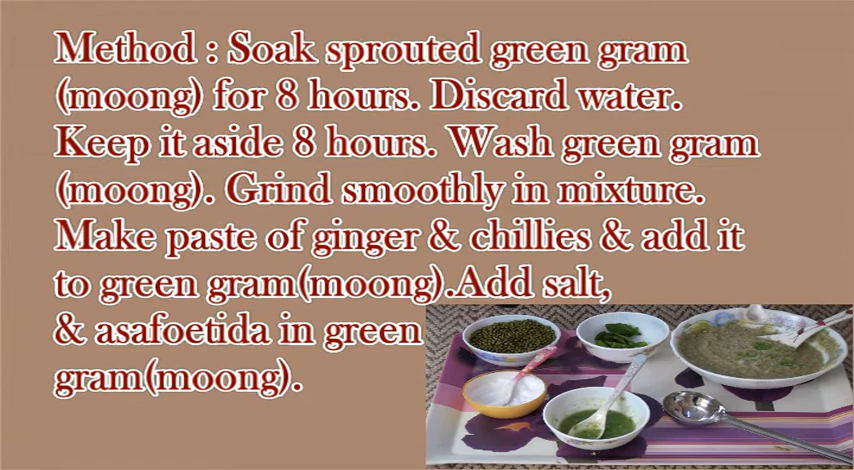 Method : Soak sprouted green gram
(moong) for 8 hours. Discard water.
Keep it aside 8 hours. Wash green gram
(moong). Grind smoothly in mixture.
Make paste of ginger & chillies & add it
to green gram(moong).Add salt,
& asafoetida in green
gram(moong).